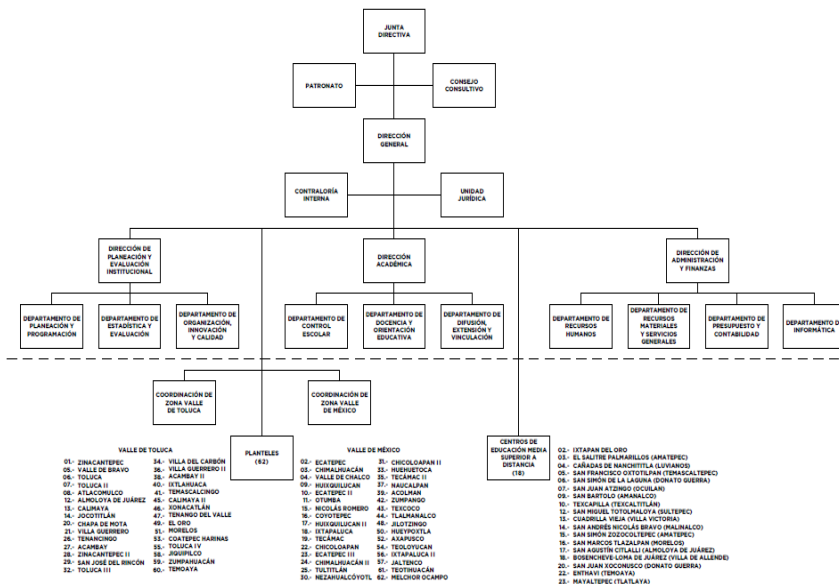 JUNTA
DIRECTIVA
PATRONATO
CONSEJO
CONSULTIVO
DIRECCIÓN
GENERAL
CONTRALORÍA
INTERNA
UNIDAD
JURÍDICA
DIRECCIÓN DE
PLANEACIÓN Y
EVALUACIÓN
INSTITUCIONAL
DIRECCIÓN
ACADÉMICA
DIRECCIÓN DE
ADMINISTRACIÓN
Y FINANZAS
DEPARTAMENTO DE
PLANEACIÓN Y
PROGRAMACIÓN
DEPARTAMENTO DE
ESTADÍSTICA Y
EVALUACIÓN
DEPARTAMENTO DE
ORGANIZACIÓN,
INNOVACIÓN
Y CALIDAD
DEPARTAMENTO DE
CONTROL
ESCOLAR
DEPARTAMENTO DE
DOCENCIA Y
ORIENTACIÓN
EDUCATIVA
DEPARTAMENTO DE
DIFUSIÓN,
EXTENSIÓN Y
VINCULACIÓN
DEPARTAMENTO DE
RECURSOS
HUMANOS
DEPARTAMENTO DE
RECURSOS
MATERIALES
Y SERVICIOS
GENERALES
DEPARTAMENTO DE
PRESUPUESTO Y
CONTABILIDAD
DEPARTAMENTO D
INFORMÁTICA
COORDINACIÓN DE
ZONA VALLE
DE TOLUCA
COORDINACIÓN DE
ZONA VALLE
DE MÉXICO
VALLE DE TOLUCA
01.- ZINACANTEPEC
05.- VALLE DE BRAVO
06.- TOLUCA
07.- TOLUCA II
08.- ATLACOMULCO
12.- ALMOLOYA DE JUÁREZ
13.- CALIMAYA
14.- JOCOTITLÁN
20.- CHAPA DE MOTA
21.- VILLA GUERRERO
26.- TENANCINGO
27.- ACAMBAY
28.- ZINACANTEPEC II
29.- SAN JOSÉ DEL RINCÓN
32.- TOLUCA III
34.- VILLA DEL CARBÓN
36.- VILLA GUERRERO II
38.- ACAMBAY II
40.- IXTLAHUACA
41.- TEMASCALCINGO
45.- CALIMAYA II
46.- XONACATLÁN
47.- TENANGO DEL VALLE
49.- EL ORO
51.- MORELOS
53.- COATEPEC HARINAS
55.- TOLUCA IV
58.- JIQUIPILCO
59.- ZUMPAHUACÁN
60.- TEMOAYA
PLANTELES
(62)
VALLE DE MÉXICO
02.- ECATEPEC
03.- CHIMALHUACÁN
04.- VALLE DE CHALCO
09.- HUIXQUILUCAN
10.- ECATEPEC II
11.- OTUMBA
15.- NICOLÁS ROMERO
16.- COYOTEPEC
17.- HUIXQUILUCAN II
18.- IXTAPALUCA
19.- TECÁMAC
22.- CHICOLOAPAN
23.- ECATEPEC III
24.- CHIMALHUACÁN II
25.- TULTITLÁN
30.- NEZAHUALCÓYOTL
31.- CHICOLOAPAN II
33.- HUEHUETOCA
35.- TECÁMAC II
37.- NAUCALPAN
39.- ACOLMAN
42.- ZUMPANGO
43.- TEXCOCO
44.- TLALMANALCO
48.- JILOTZINGO
50.- HUEYPOXTLA
52.- AXAPUSCO
54.- TEOLOYUCAN
56.- IXTAPALUCA II
57.- JALTENCO
61.- TEOTIHUACÁN
62.- MELCHOR OCAMPO
CENTROS DE
EDUCACIÓN MEDIA
SUPERIOR A
DISTANCIA
(18)
02.- IXTAPAN DEL ORO
03.- EL SALITRE PALMARILLOS (AMATEPEC)
04.- CAÑADAS DE NANCHITITLA (LUVIANOS)
05.- SAN FRANCISCO OXTOTILPAN (TEMASCALTEPEC)
06.- SAN SIMÓN DE LA LAGUNA (DONATO GUERRA)
07.- SAN JUAN ATZINGO (OCUILAN)
09.- SAN BARTOLO (AMANALCO)
10.- TEXCAPILLA (TEXCALTITLÁN)
12.- SAN MIGUEL TOTOLMALOYA (SULTEPEC)
13.- CUADRILLA VIEJA (VILLA VICTORIA)
14.- SAN ANDRÉS NICOLÁS BRAVO (MALINALCO)
15.- SAN SIMÓN ZOZOCOLTEPEC (AMATEPEC)
16.- SAN MARCOS TLAZALPAN (MORELOS)
17.- SAN AGUSTÍN CITLALLI (ALMOLOYA DE JUÁREZ)
18.- BOSENCHEVE-LOMA DE JUÁREZ (VILLA DE ALLENDE)
20.- SAN JUAN XOCONUSCO (DONATO GUERRA)
22.- ENTHAVI (TEMOAYA)
23.- MAYALTEPEC (TLATLAYA)